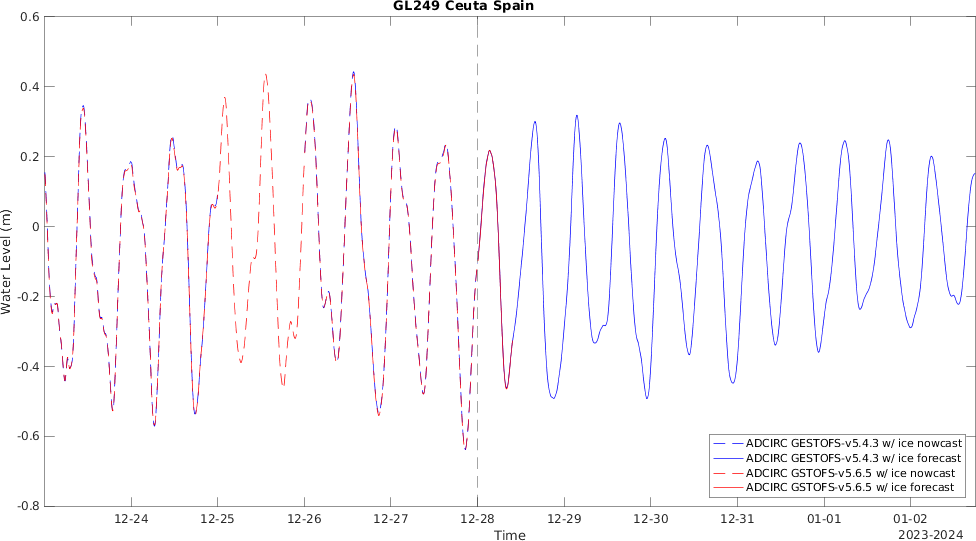 GL249 Ceuta Spain
0.6
0.4
0.2
0
-0.2
-0.4
-0.6
-0.8
Water Level (m)
12-24
12-25
12-26
12-27
12-28
12-29
12-30
12-31
01-01
01-02
Time
2023-2024
ADCIRC GESTOFS-v5.4.3 w/ ice nowcast
ADCIRC GESTOFS-v5.4.3 w/ ice forecast
ADCIRC GSTOFS-v5.6.5 w/ ice nowcast
ADCIRC GSTOFS-v5.6.5 w/ ice forecast